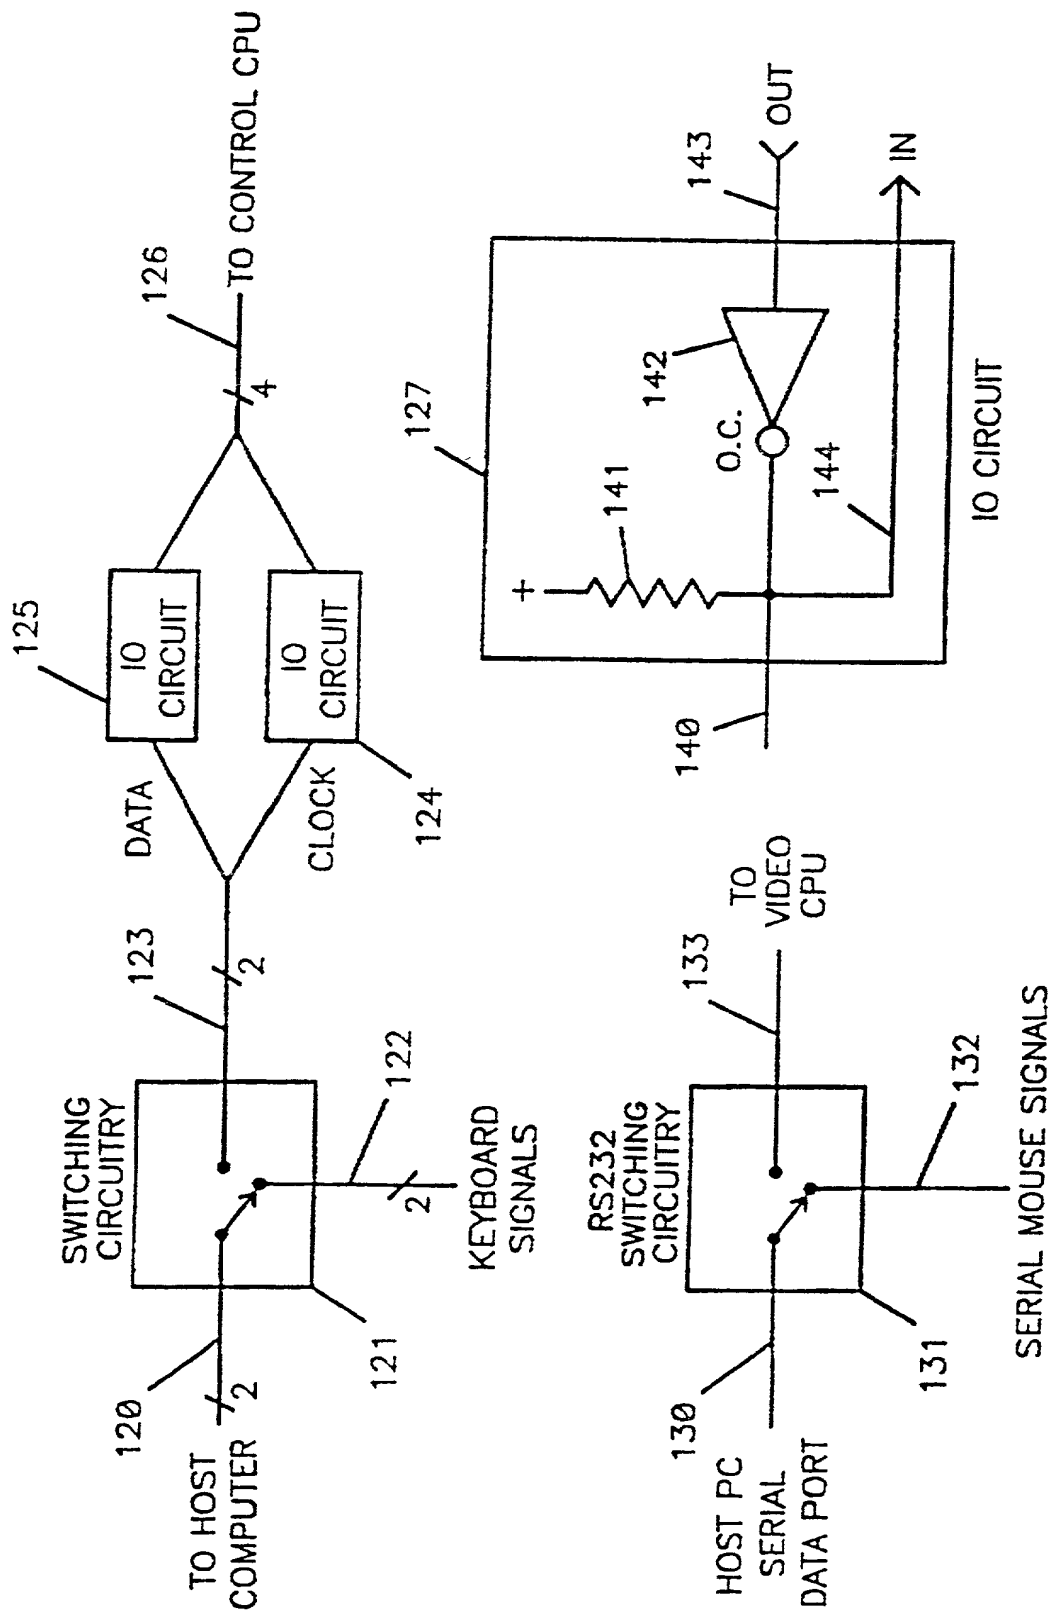 TO HOST
COMPUTER
2
120
SWITCHING
CIRCUITRY
121
KEYBOARD
SIGNALS
2
122
123
2
DATA
CLOCK
125
IO
CIRCUIT
IO
CIRCUIT
124
126
4
TO CONTROL CPU
HOST PC
SERIAL
DATA PORT
130
RS232
SWITCHING
CIRCUITRY
131
132
SERIAL MOUSE SIGNALS
133
TO
VIDEO
CPU
127
140
+
141
O.C.
142
144
143
OUT
IN
IO CIRCUIT